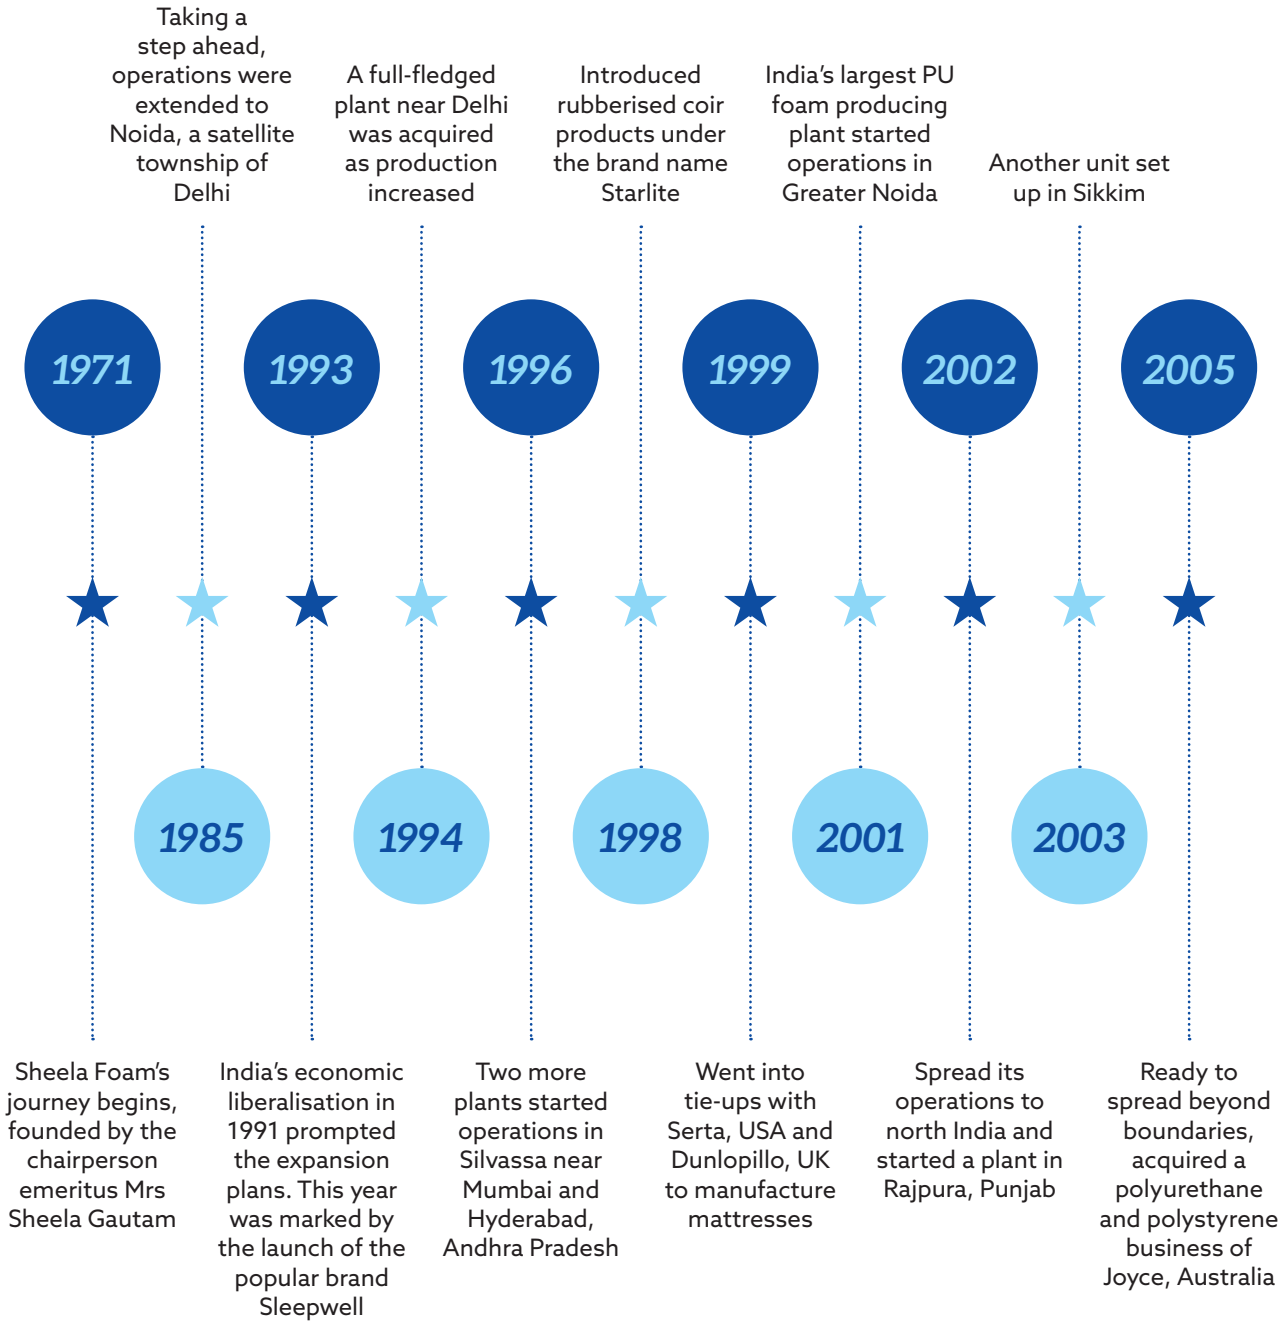 Taking a
step ahead,
operations were
extended to
Noida, a satellite
township of
Delhi
A full-fledged
plant near Delhi
was acquired
as production
increased
Introduced
rubberised coir
products under
the brand name
Starlite
India's largest PU
foam producing
plant started
operations in
Greater Noida
Another unit set
up in Sikkim
1971
1993
1996
1999
2002
2005
1985
1994
1998
2001
2003
Sheela Foam's
journey begins,
founded by the
chairperson
emeritus Mrs
Sheela Gautam
India's economic
liberalisation in
1991 prompted
the expansion
plans. This year
was marked by
the launch of the
popular brand
Sleepwell
Two more
plants started
operations in
Silvassa near
Mumbai and
Hyderabad,
Andhra Pradesh
Went into
tie-ups with
Serta, USA and
Dunlopillo, UK
to manufacture
mattresses
Spread its
operations to
north India and
started a plant in
Rajpura, Punjab
Ready to
spread beyond
boundaries,
acquired a
polyurethane
and polystyrene
business of
Joyce, Australia